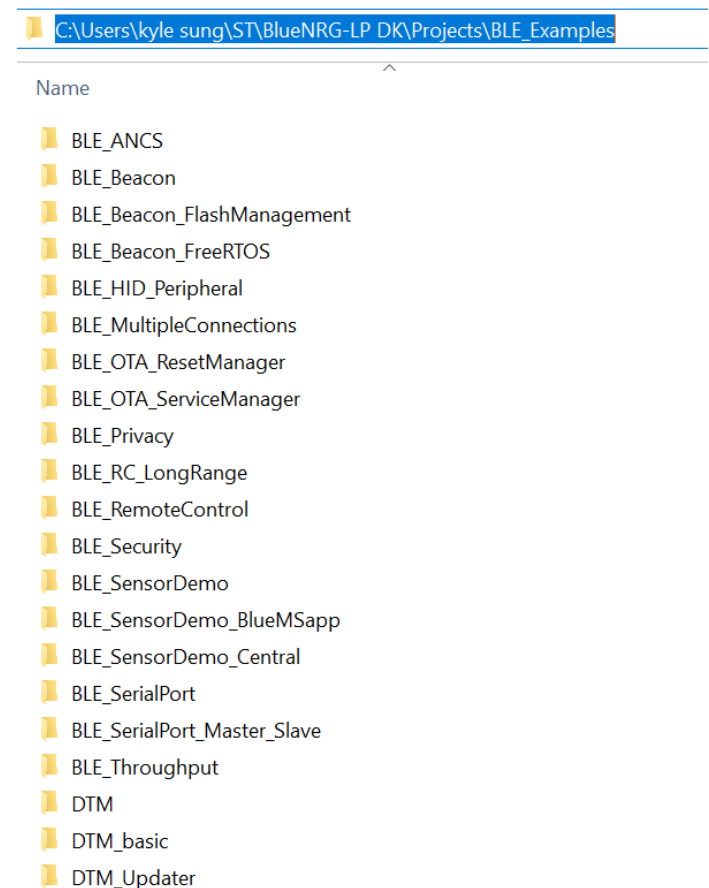 C:\Users\kyle sung\ST\BlueNRG-LP DK\Projects\BLE_Examples
Name
BLE_ANCS
BLE_Beacon
BLE_Beacon_FlashManagement
BLE_Beacon_FreeRTOS
BLE_HID_Peripheral
BLE_MultipleConnections
BLE_OTA_ResetManager
BLE_OTA_ServiceManager
BLE_Privacy
BLE_RC_LongRange
BLE_RemoteControl
BLE_Security
BLE_SensorDemo
BLE_SensorDemo_BlueMSapp
BLE_SensorDemo_Central
BLE_SerialPort
BLE_SerialPort_Master_Slave
BLE_Throughput
DTM
DTM_basic
DTM_Updater